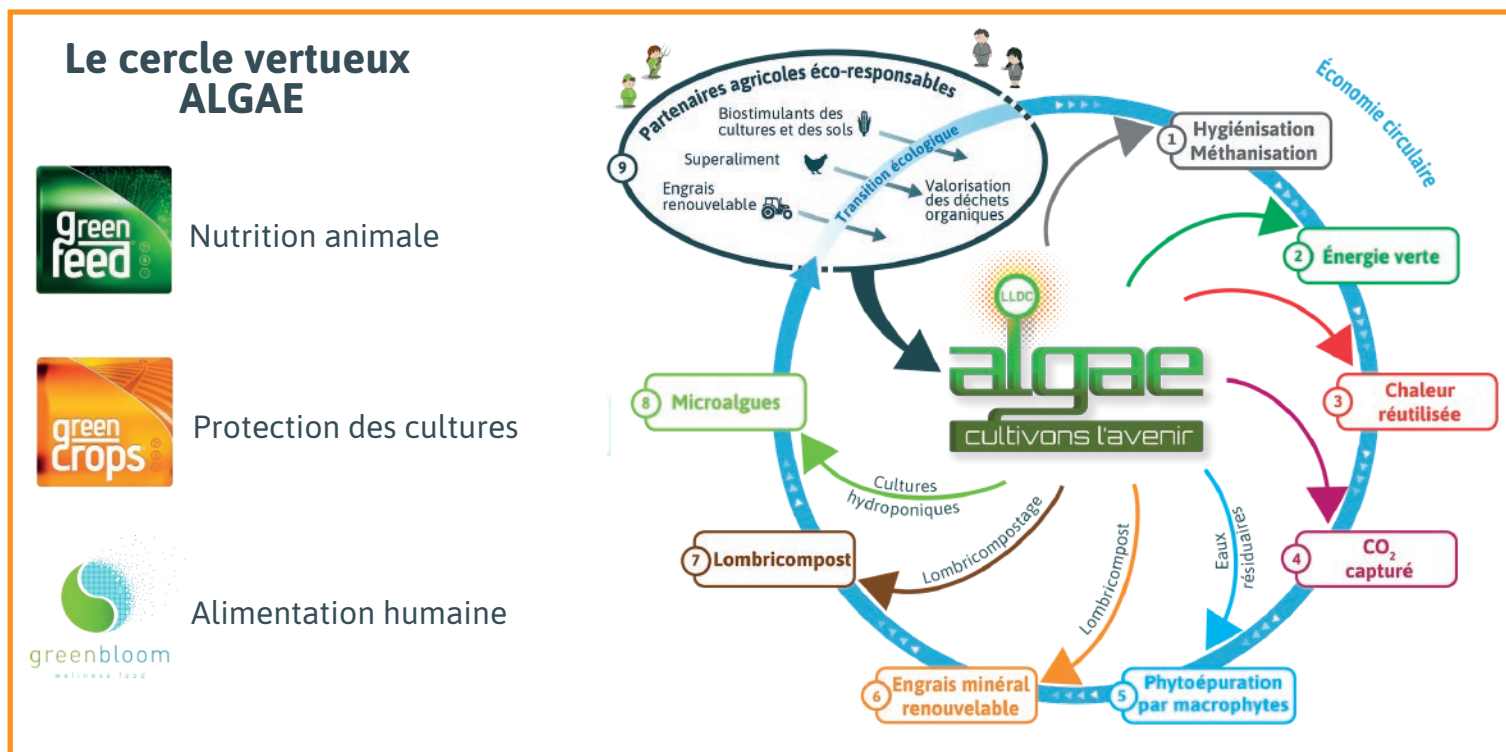 Le cercle vertueux
ALGAE
green
feed
Nutrition animale
green
crops
Protection des cultures
greenbloom
wellness food
Alimentation humaine
Partenaires agricoles éco-responsables
9
Biostimulants des
cultures et des sols
Superaliment
Engrais
renouvelable
Transition écologique
Valorisation
des déchets
organiques
Économie circulaire
1
Hygiénisation
Méthanisation
2
Énergie verte
3
Chaleur
réutilisée
4
CO₂
capturé
5
Phytoépuration
par macrophytes
6
Engrais minéral
renouvelable
7
Lombricompost
8
Microalgues
LLDC
algae
cultivons l'avenir
Cultures
hydroponiques
Lombricompostage
Lombricompost
Eaux
résiduaires